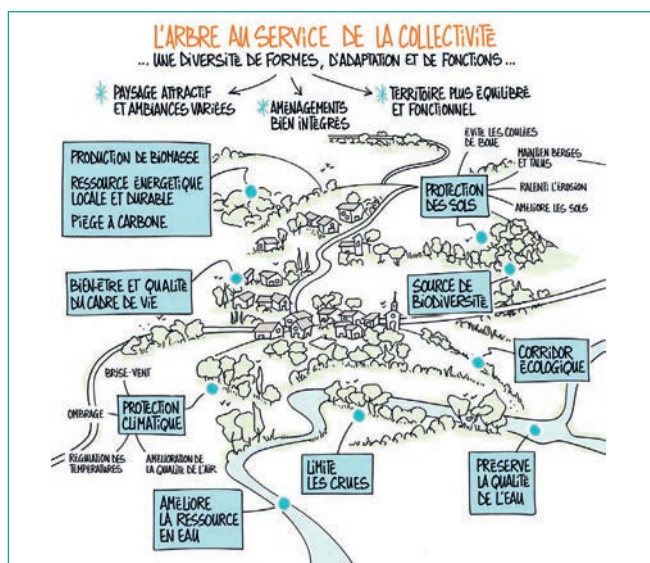 L'ARBRE AU SERVICE DE LA COLLECTIVITÉ
... UNE DIVERSITÉ DE FORMES, D'ADAPTATION ET DE FONCTIONS ...
PAYSAGE ATTRACTIF
ET AMBIANCES VARIÉES
AMÉNAGEMENTS
BIEN INTÉGRÉS
TERRITOIRE PLUS ÉQUILIBRÉ
ET FONCTIONNEL
PRODUCTION DE BIOMASSE
RESSOURCE ÉNERGÉTIQUE
LOCALE ET DURABLE
PIÈGE À CARBONE
ÉVITE LES COULÉES
DE BOUE
MAINTIEN BERGES
ET TALUS
PROTECTION
DES SOLS
RALENTI L'ÉROSION
AMÉLIORE LES SOLS
BIEN-ÊTRE ET QUALITÉ
DU CADRE DE VIE
SOURCE DE
BIODIVERSITÉ
CORRIDOR
ÉCOLOGIQUE
BRISE-VENT
OMBRAGE
PROTECTION
CLIMATIQUE
RÉGULATION DES
TEMPÉRATURES
AMÉLIORATION DE
LA QUALITÉ DE L'AIR
LIMITE
LES CRUES
PRÉSERVE
LA QUALITÉ
DE L'EAU
AMÉLIORE
LA RESSOURCE
EN EAU